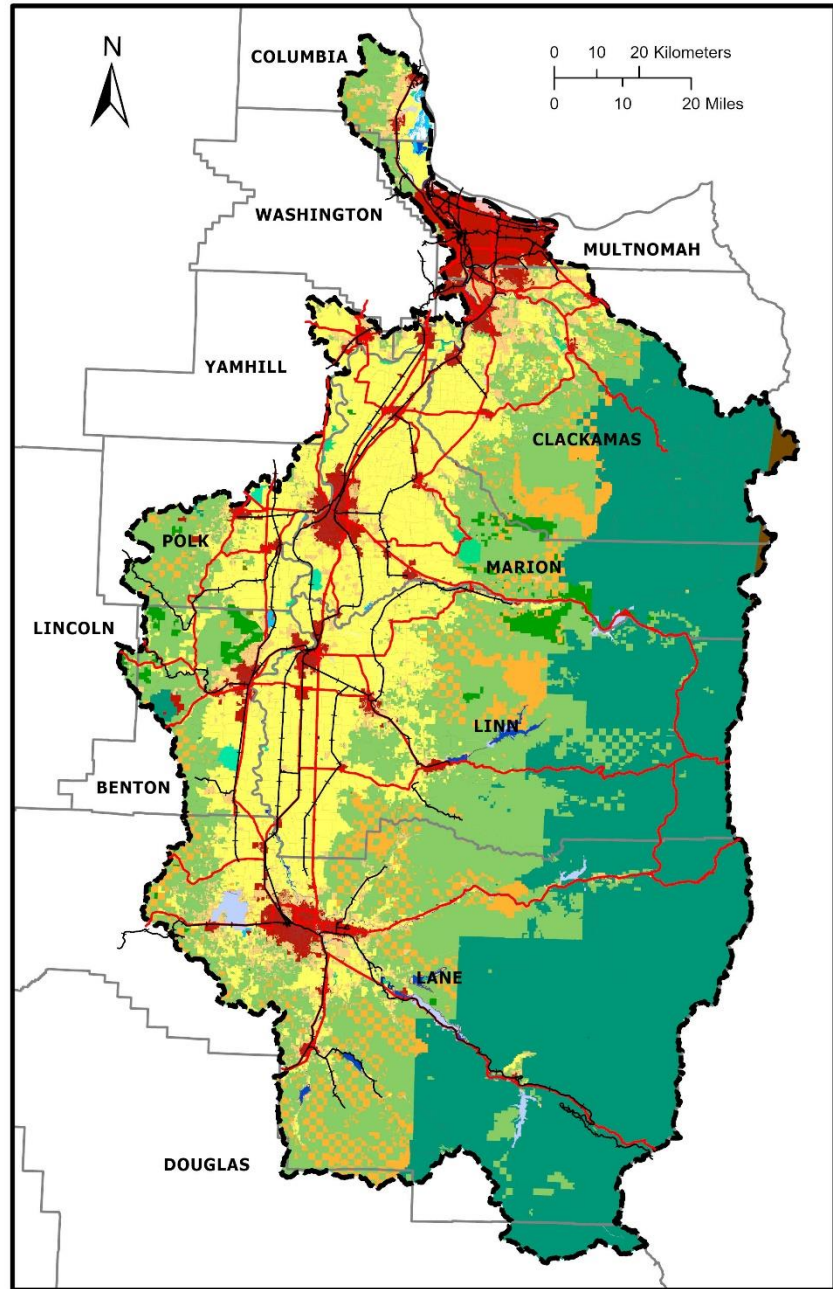 N
COLUMBIA
0 10 20 Kilometers
0 10 20 Miles
WASHINGTON
MULTNOMAH
YAMHILL
CLACKAMAS
POLK
MARION
LINCOLN
LINN
BENTON
LANE
DOUGLAS